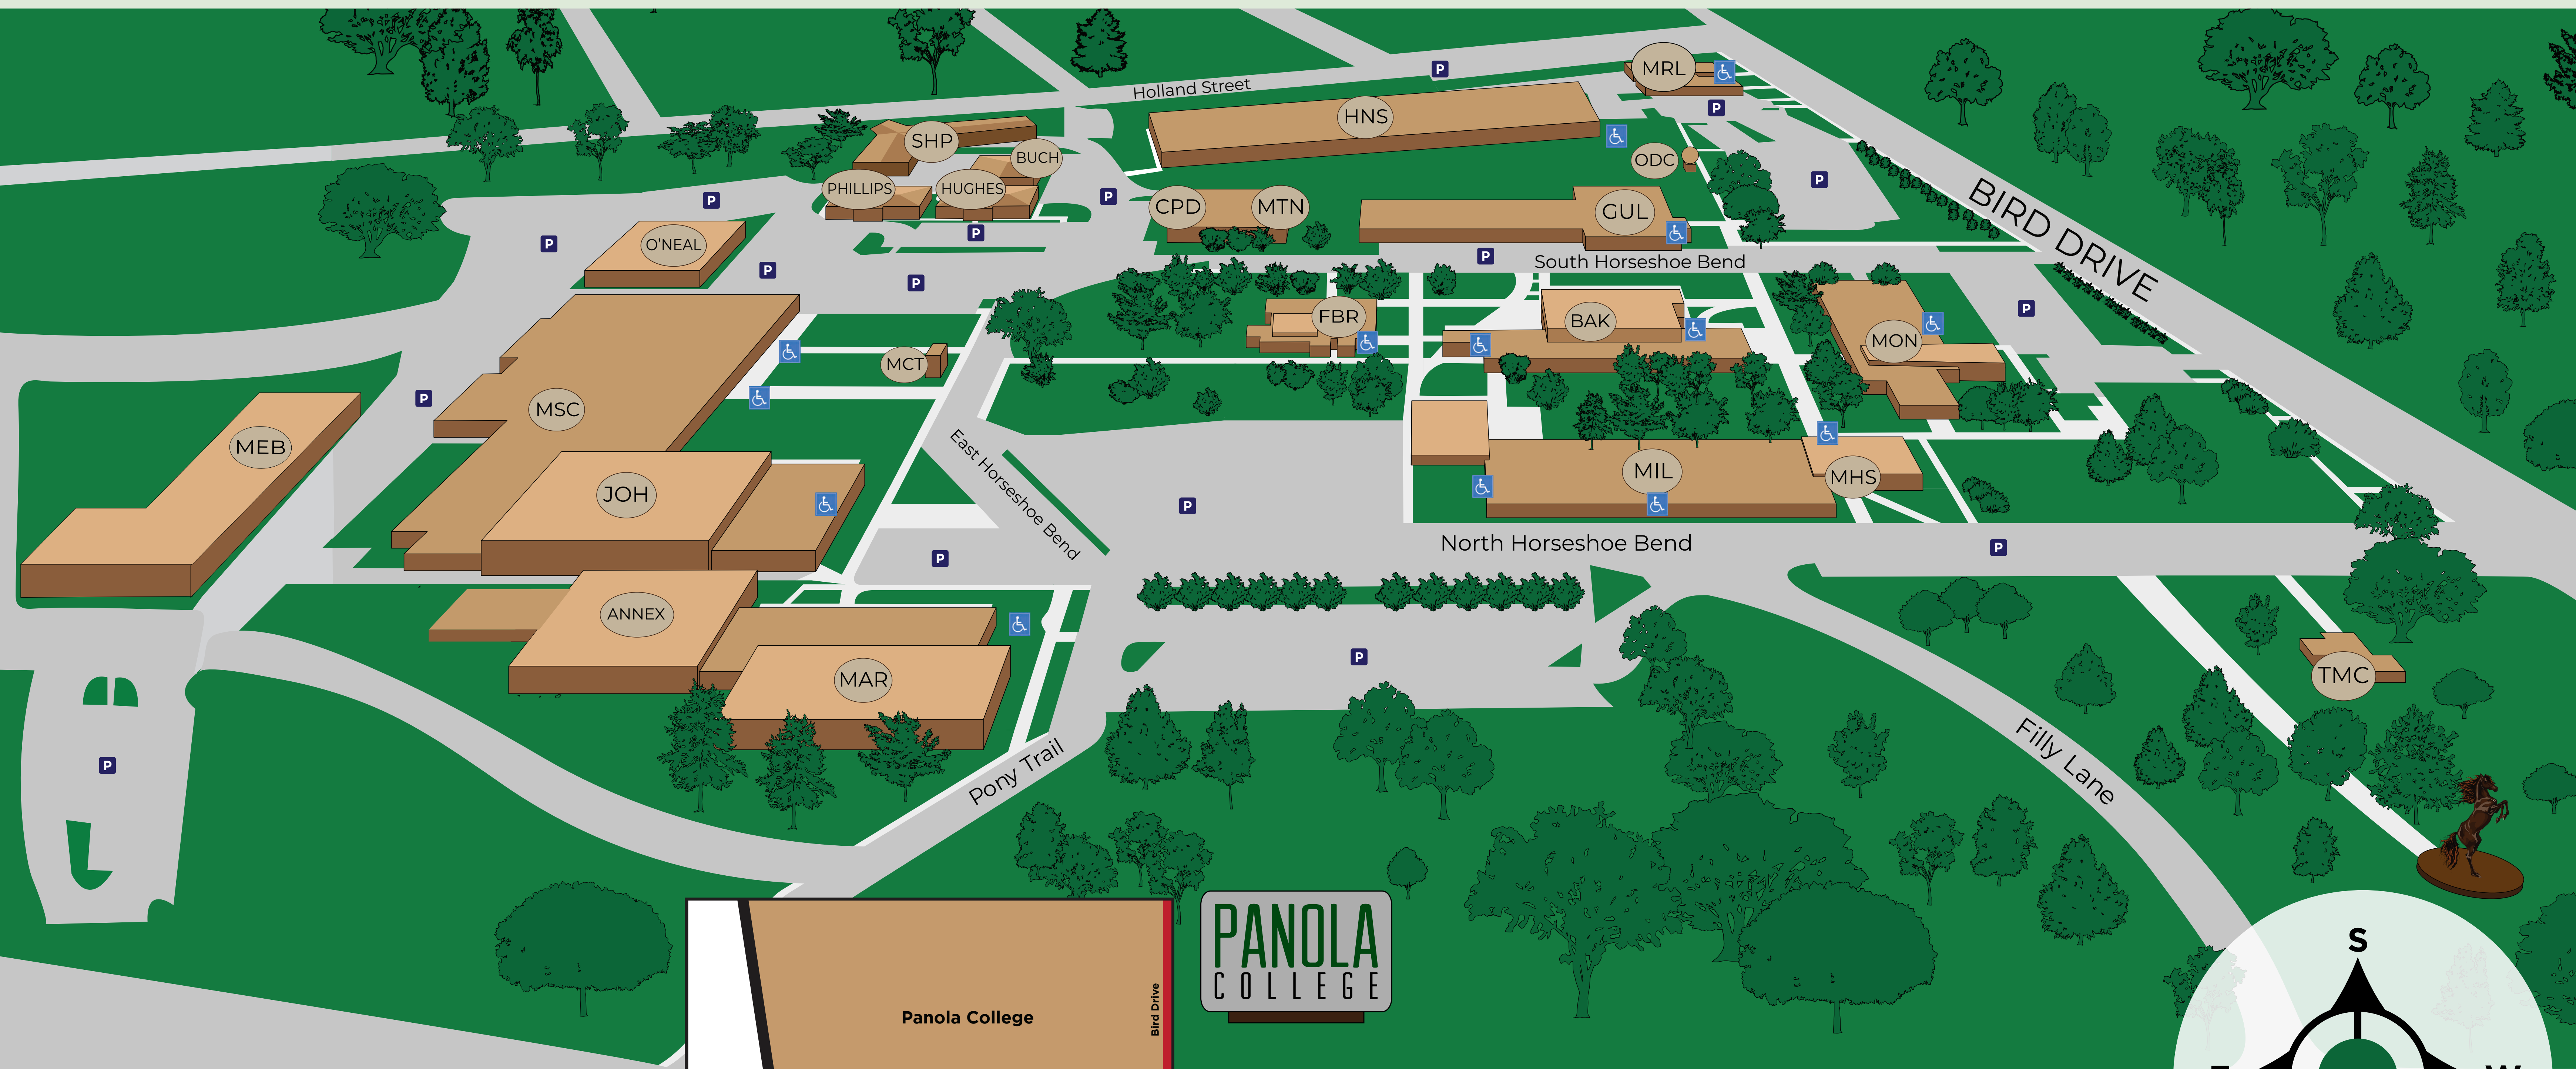 MRL
P
Holland Street
HNS
P
SHP
BUCH
ODC
P
PHILLIPS
HUGHES
P
P
CPD
MTN
GUL
P
P
O'NEAL
P
P
P
South Horseshoe Bend
BIRD DRIVE
P
FBR
BAK
MON
MCT
P
MSC
MEB
East Horseshoe Bend
JOH
MIL
MHS
P
North Horseshoe Bend
P
P
ANNEX
MAR
P
TMC
Pony Trail
Filly Lane
P
PANOLA
COLLEGE
Panola College
Bird Drive
S